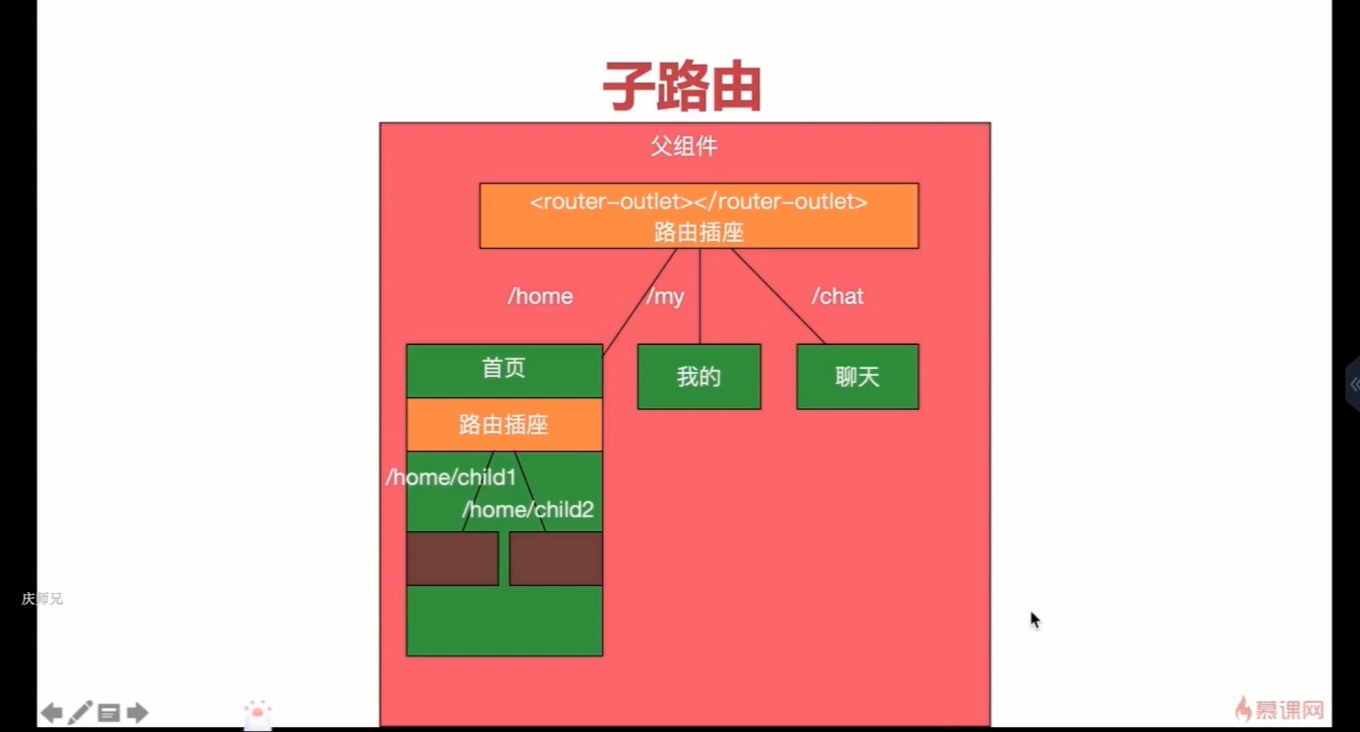 子路由
父组件
<router-outlet></router-outlet>
路由插座
/home
/my
/chat
首页
我的
聊天
路由插座
/home/child1
/home/child2
庆师兄
慕课网